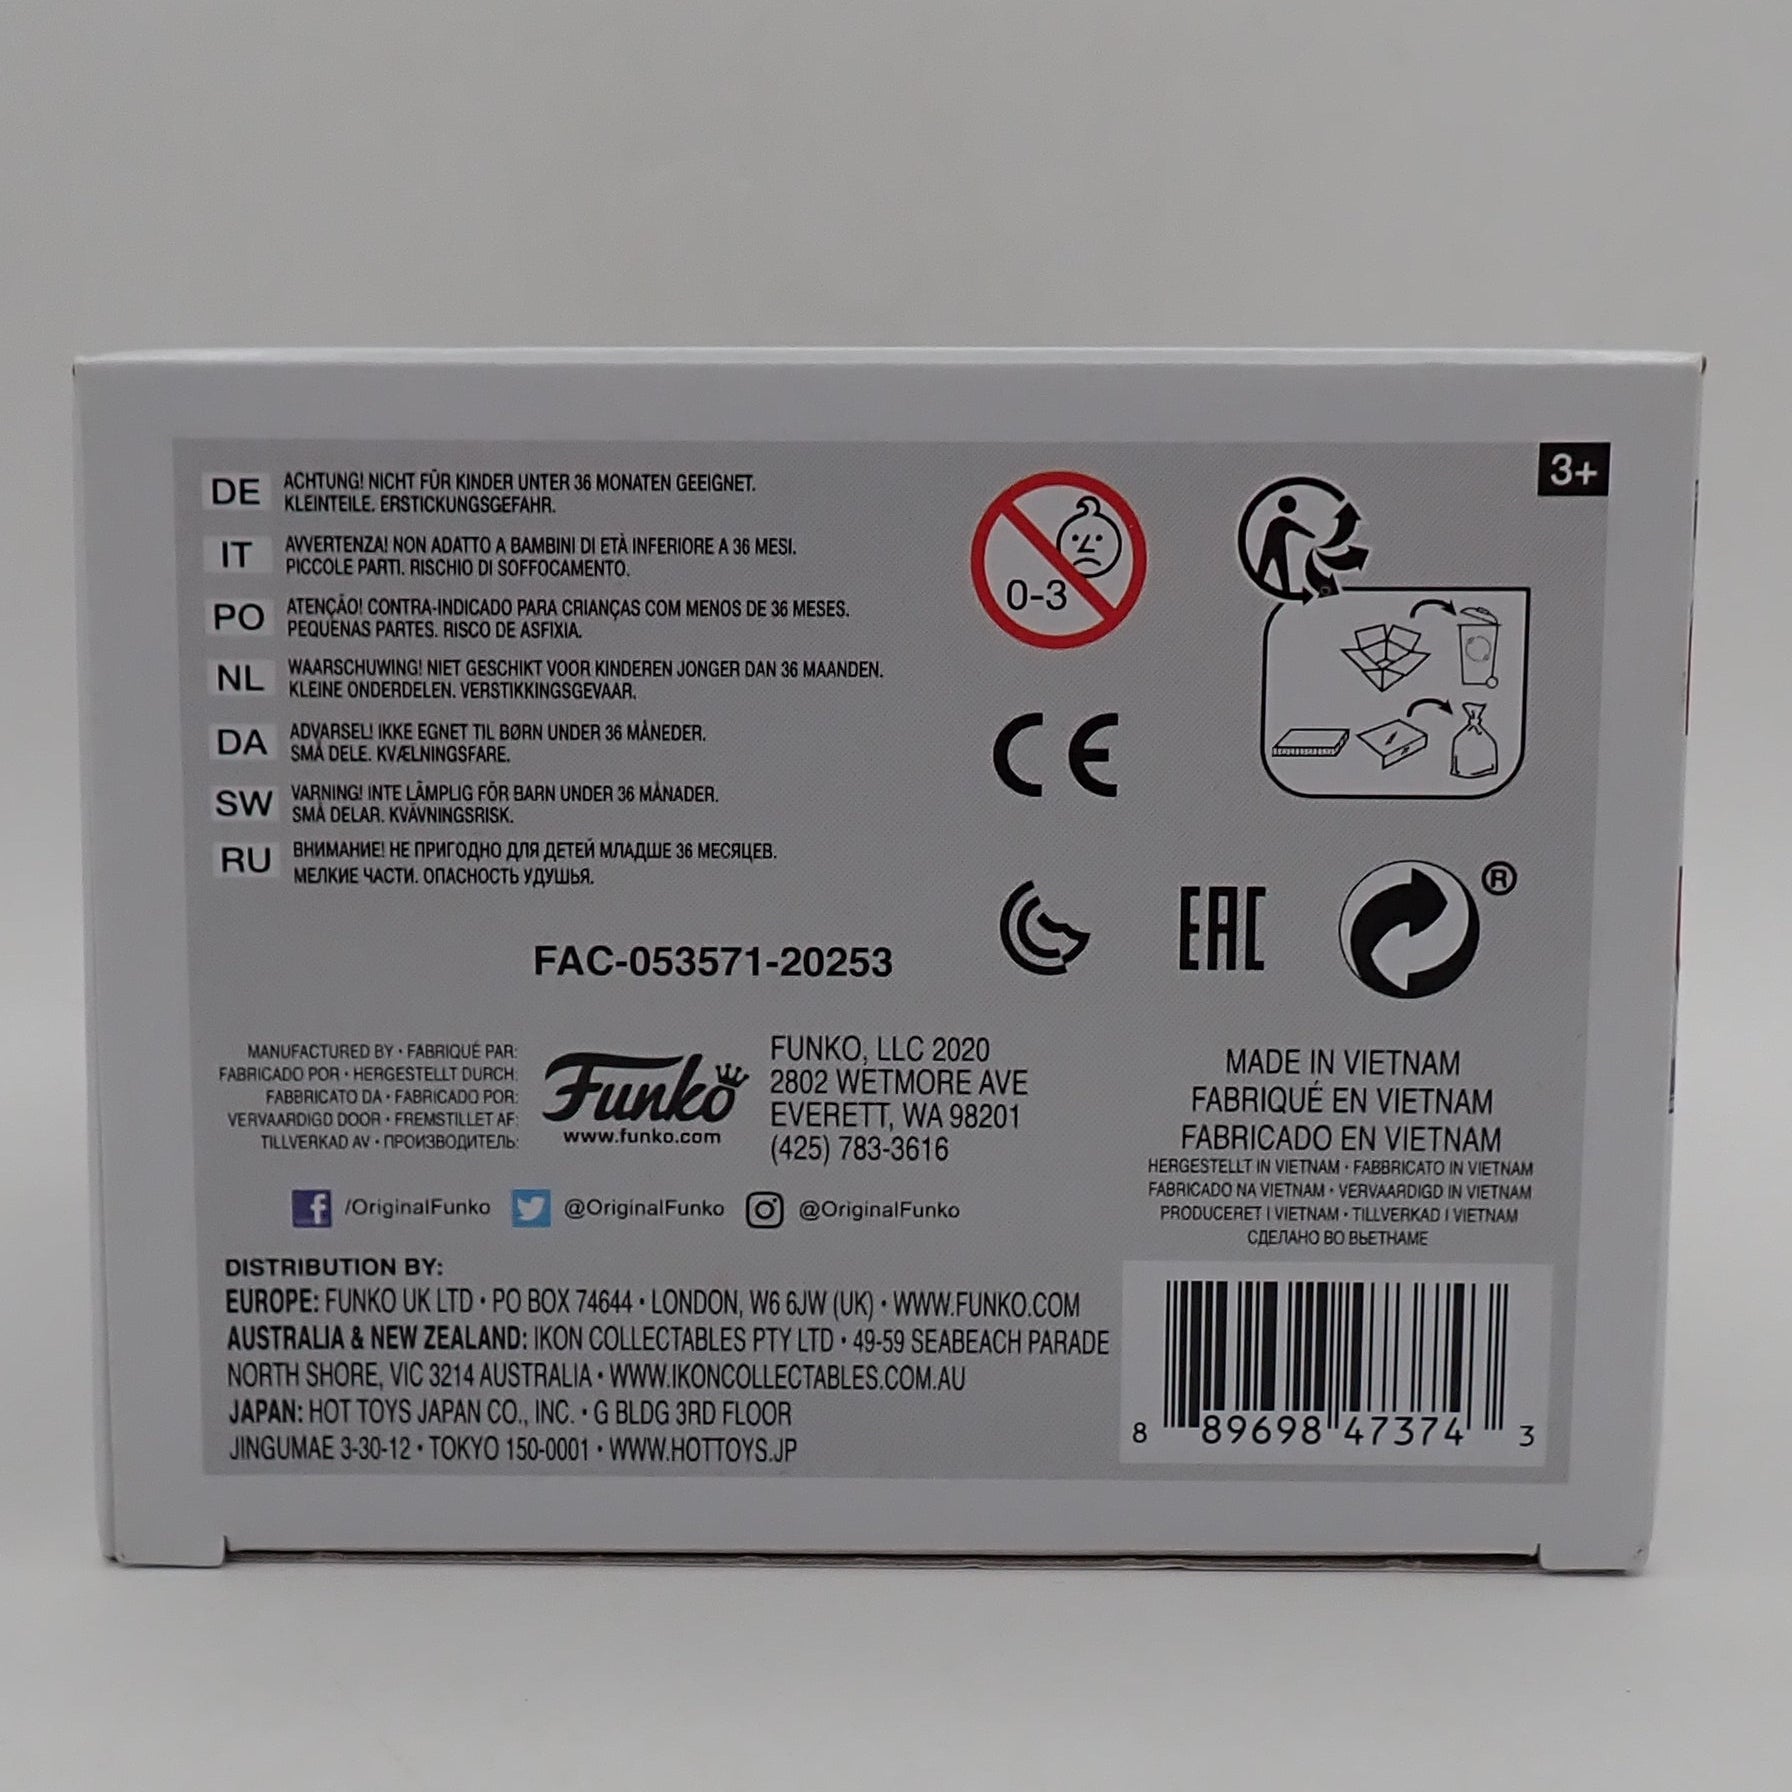 3+
DE ACHTUNG! NICHT FÜR KINDER UNTER 36 MONATEN GEEIGNET.
KLEINTEILE. ERSTICKUNGSGEFAHR.
IT AVVERTENZA! NON ADATTO A BAMBINI DI ETÀ INFERIORE A 36 MESI.
PICCOLE PARTI. RISCHIO DI SOFFOCAMENTO.
PO ATENÇÃO! CONTRA-INDICADO PARA CRIANÇAS COM MENOS DE 36 MESES.
PEQUENAS PARTES. RISCO DE ASFIXIA.
NL WAARSCHUWING! NIET GESCHIKT VOOR KINDEREN JONGER DAN 36 MAANDEN.
KLEINE ONDERDELEN. VERSTIKKINGSGEVAAR.
DA ADVARSEL! IKKE EGNET TIL BØRN UNDER 36 MÅNEDER.
SMÅ DELE. KVÆLNINGSFARE.
SW VARNING! INTE LÄMPLIG FÖR BARN UNDER 36 MÅNADER.
SMÅ DELAR. KVÄVNINGSRISK.
RU ВНИМАНИЕ! НЕ ПРИГОДНО ДЛЯ ДЕТЕЙ МЛАДШЕ 36 МЕСЯЦЕВ.
МЕЛКИЕ ЧАСТИ. ОПАСНОСТЬ УДУШЬЯ.
0-3
CE
EAC
®
FAC-053571-20253
MANUFACTURED BY • FABRIQUÉ PAR:
FABRICADO POR • HERGESTELLT DURCH:
FABBRICATO DA • FABRICADO POR:
VERVAARDIGD DOOR • FREMSTILLET AF:
TILLVERKAD AV • ПРОИЗВОДИТЕЛЬ:
Funko
www.funko.com
FUNKO, LLC 2020
2802 WETMORE AVE
EVERETT, WA 98201
(425) 783-3616
/OriginalFunko @OriginalFunko @OriginalFunko
MADE IN VIETNAM
FABRIQUÉ EN VIETNAM
FABRICADO EN VIETNAM
HERGESTELLT IN VIETNAM • FABBRICATO IN VIETNAM
FABRICADO NA VIETNAM • VERVAARDIGD IN VIETNAM
PRODUCERET I VIETNAM • TILLVERKAD I VIETNAM
СДЕЛАНО ВО ВЬЕТНАМЕ
DISTRIBUTION BY:
EUROPE: FUNKO UK LTD • PO BOX 74644 • LONDON, W6 6JW (UK) • WWW.FUNKO.COM
AUSTRALIA & NEW ZEALAND: IKON COLLECTABLES PTY LTD • 49-59 SEABEACH PARADE
NORTH SHORE, VIC 3214 AUSTRALIA • WWW.IKONCOLLECTABLES.COM.AU
JAPAN: HOT TOYS JAPAN CO., INC. • G BLDG 3RD FLOOR
JINGUMAE 3-30-12 • TOKYO 150-0001 • WWW.HOTTOYS.JP
8 89698 47374 3